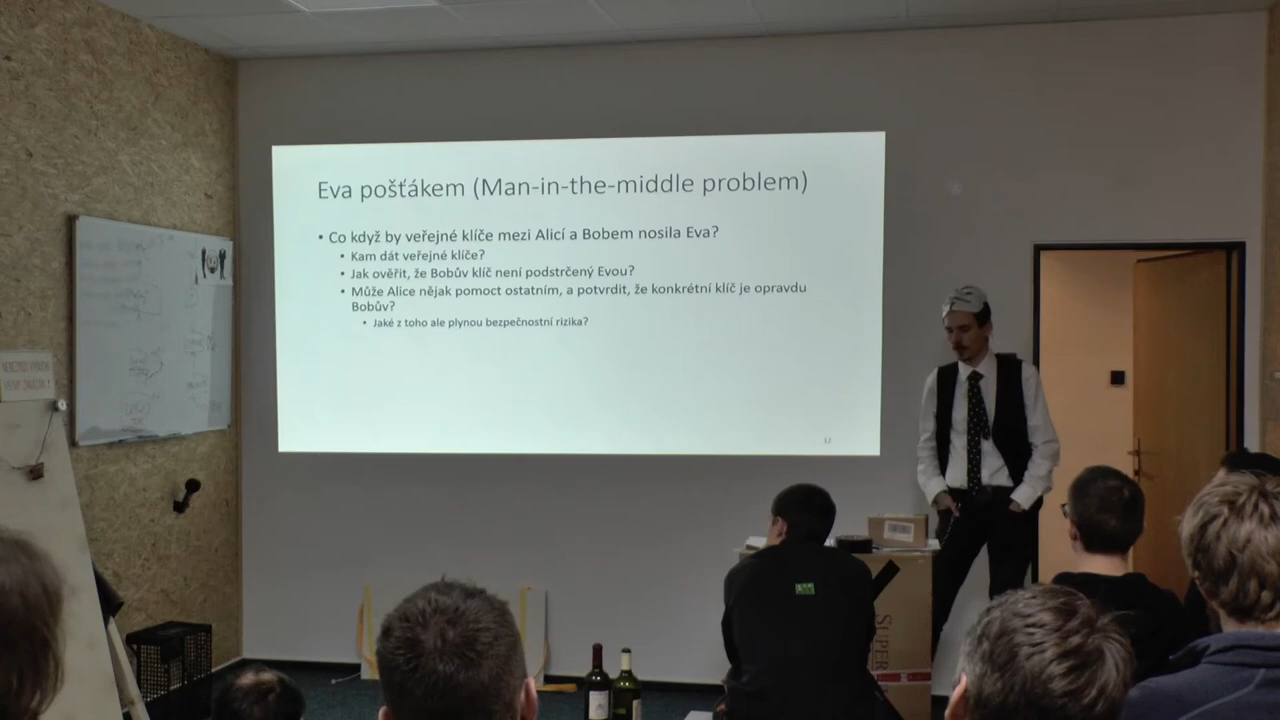 Eva pošťákem (Man-in-the-middle problem)
• Co když by veřejné klíče mezi Alicí a Bobem nosila Eva?
• Kam dát veřejné klíče?
• Jak ověřit, že Bobův klíč není podstrčený Evou?
• Může Alice nějak pomoct ostatním, a potvrdit, že konkrétní klíč je opravdu
Bobův?
• Jaké z toho ale plynou bezpečnostní rizika?
12
SUPER